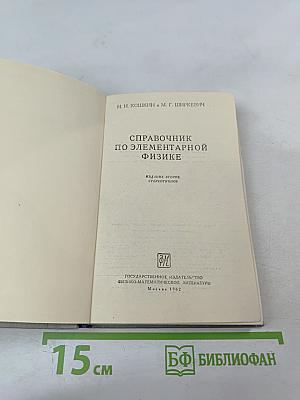 Н. И. КОШКИН и М. Г. ШИРКЕВИЧ
СПРАВОЧНИК
ПО ЭЛЕМЕНТАРНОЙ
ФИЗИКЕ
ИЗДАНИЕ ВТОРОЕ,
СТЕРЕОТИПНОЕ
ГОСУДАРСТВЕННОЕ ИЗДАТЕЛЬСТВО
ФИЗИКО-МАТЕМАТИЧЕСКОЙ ЛИТЕРАТУРЫ
Москва 1962
15 см
БФ БИБЛИОФАН